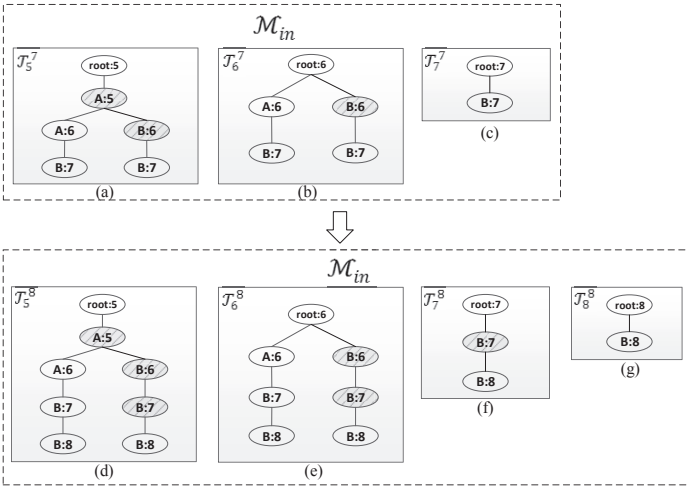 ℳ_in
𝒯_5^7
root:5
A:5
A:6 B:6
B:7 B:7
(a)
𝒯_6^7
root:6
A:6 B:6
B:7 B:7
(b)
𝒯_7^7
root:7
B:7
(c)
ℳ_in
𝒯_5^8
root:5
A:5
A:6 B:6
B:7 B:7
B:8 B:8
(d)
𝒯_6^8
root:6
A:6 B:6
B:7 B:7
B:8 B:8
(e)
𝒯_7^8
root:7
B:7
B:8
(f)
𝒯_8^8
root:8
B:8
(g)